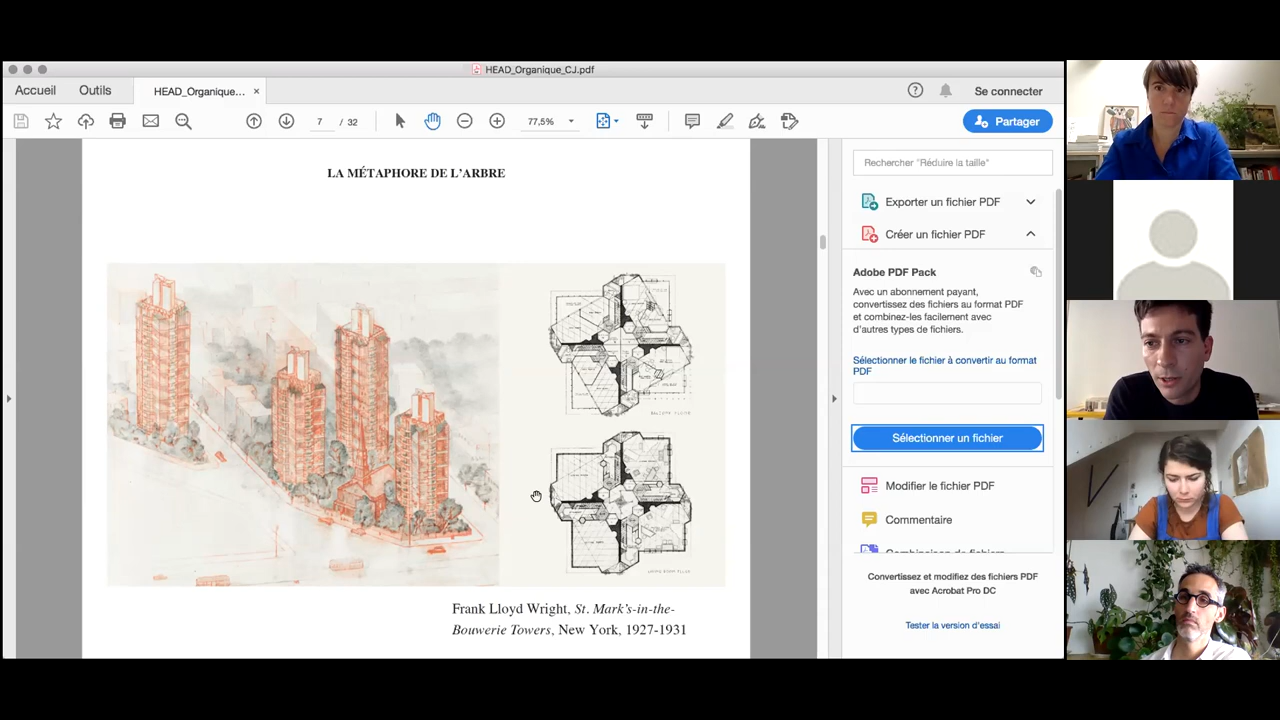 HEAD_Organique_CJ.pdf
Accueil
Outils
HEAD_Organique...
×
?
Se connecter
7 / 32
77,5%
Partager
LA MÉTAPHORE DE L'ARBRE
Frank Lloyd Wright, St. Mark's-in-the-
Bouwerie Towers, New York, 1927-1931
Rechercher "Réduire la taille"
Exporter un fichier PDF
Créer un fichier PDF
Adobe PDF Pack
Avec un abonnement payant,
convertissez des fichiers au format PDF
et combinez-les facilement avec
d'autres types de fichiers.
Sélectionner le fichier à convertir au format
PDF
Sélectionner un fichier
Modifier le fichier PDF
Commentaire
Combinaison de fichiers
Convertissez et modifiez des fichiers PDF
avec Acrobat Pro DC
Tester la version d'essai